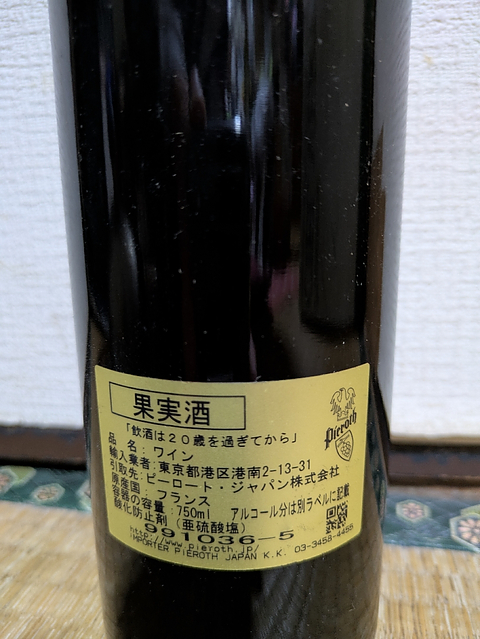 果実酒
「飲酒は20歳を過ぎてから」
Pieroth
品名：ワイン
輸入業者：東京都港区港南2-13-31
引取先：ピーロート・ジャパン株式会社
原産国：フランス
容器の容量：750ml アルコール分は別ラベルに記載
酸化防止剤（亜硫酸塩）
991036-5
http://www.pieroth.jp/
IMPORTER PIEROTH JAPAN K.K. 03-3458-4455